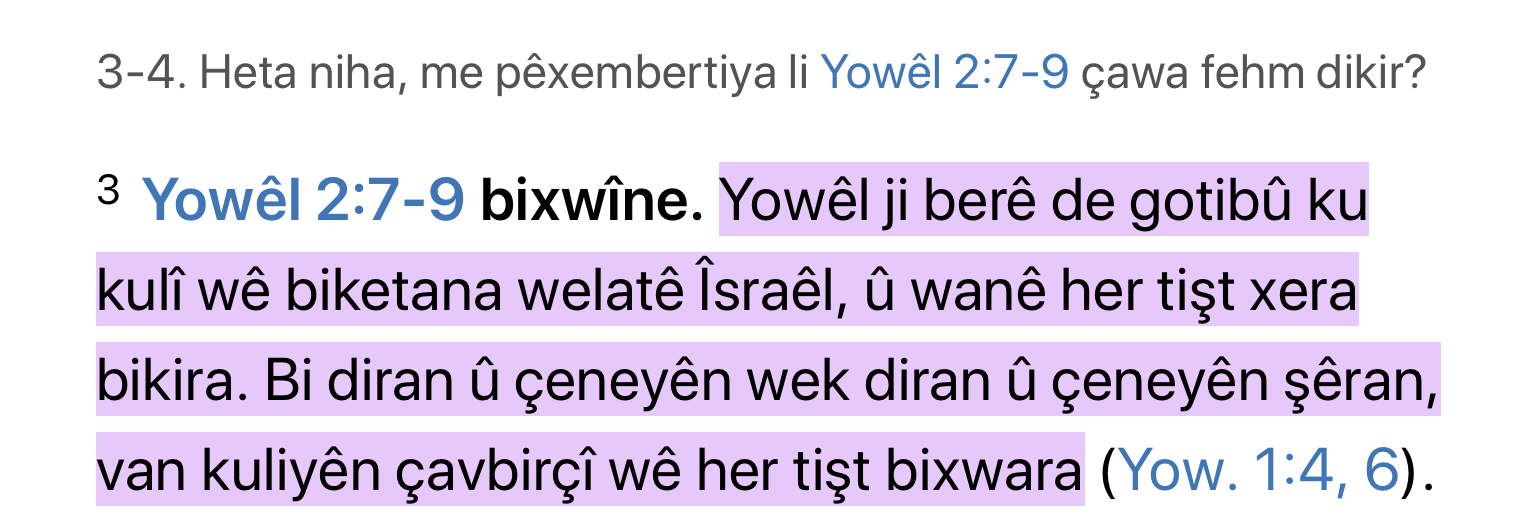 3-4. Heta niha, me pêxembertiya li Yowêl 2:7-9 çawa fehm dikir?
3 Yowêl 2:7-9 bixwîne. Yowêl ji berê de gotibû ku
kulî wê biketana welatê Îsraêl, û wanê her tişt xera
bikira. Bi diran û çeneyên wek diran û çeneyên şêran,
van kuliyên çavbirçî wê her tişt bixwara (Yow. 1:4, 6).